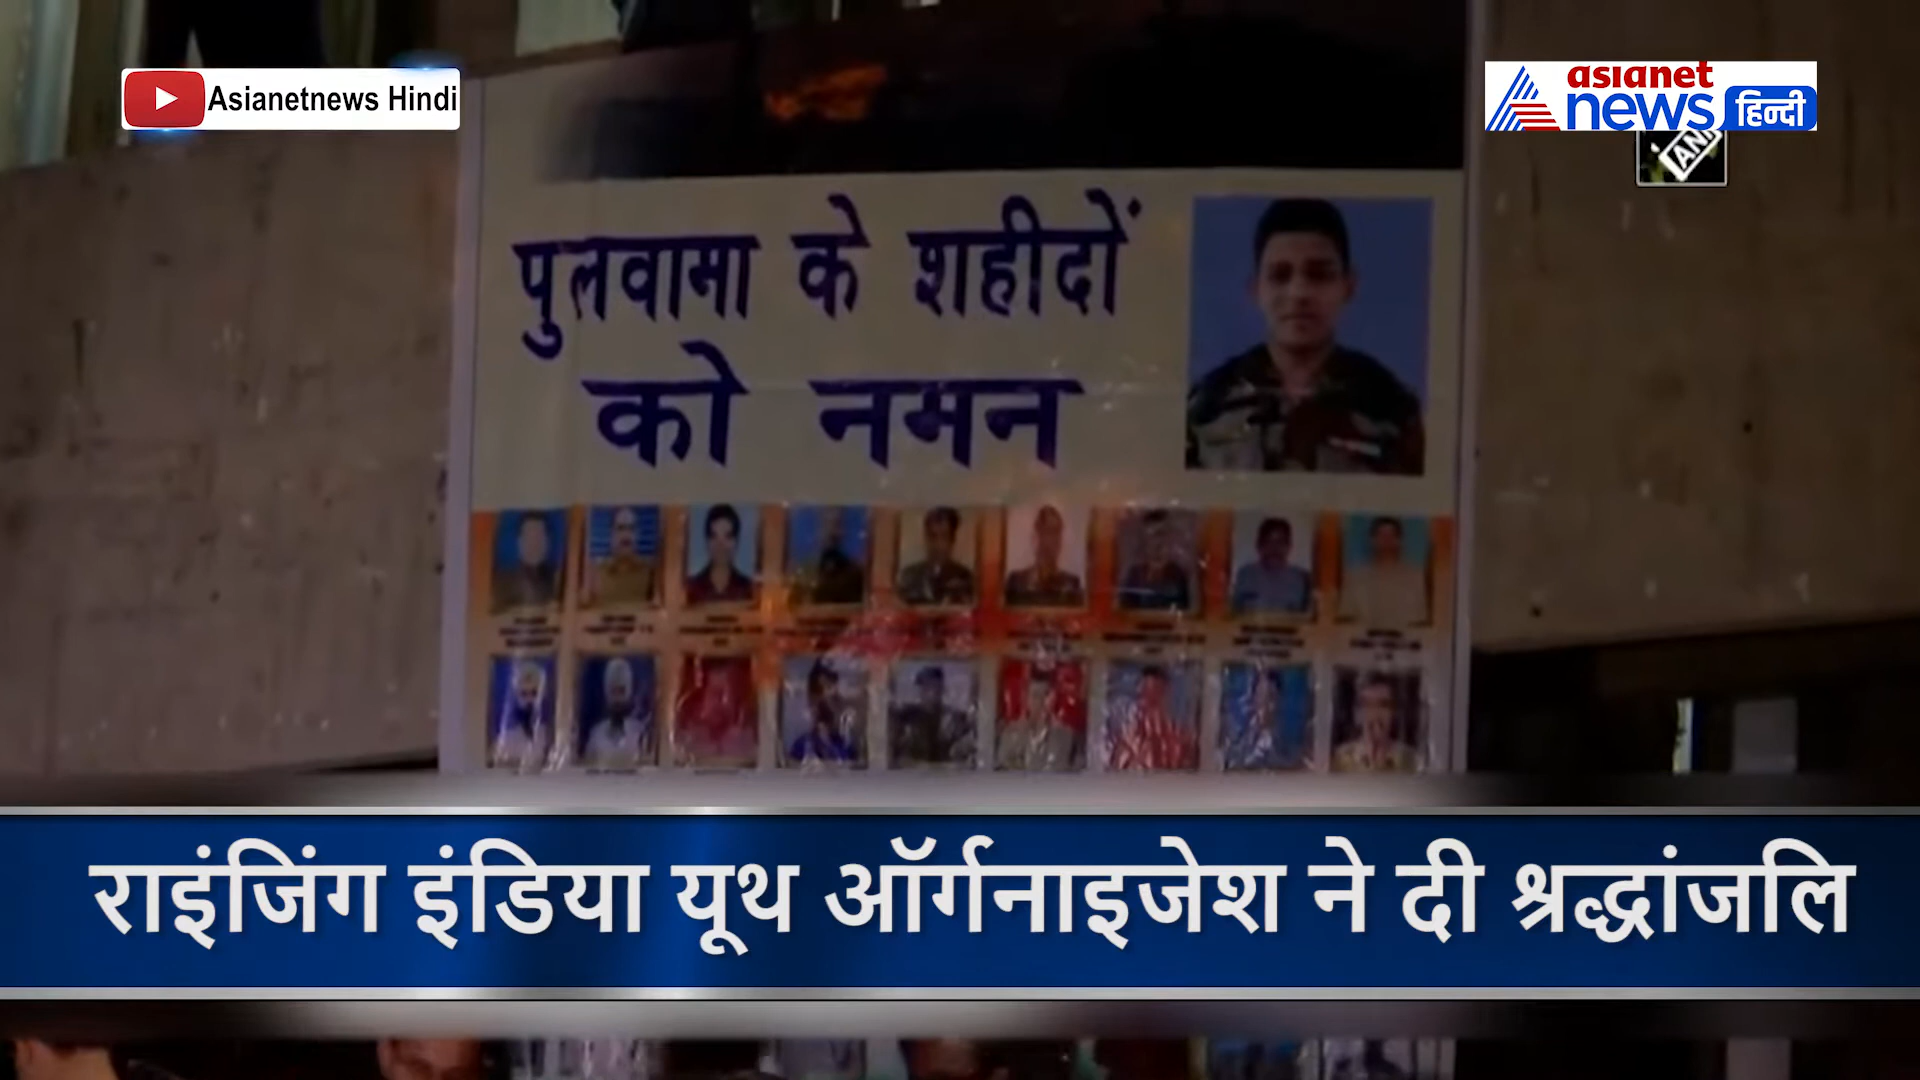 Asianetnews Hindi
asianet
news हिन्दी
ANI
पुलवामा के शहीदों
को नमन
राइंजिंग इंडिया यूथ ऑर्गनाइजेश ने दी श्रद्धांजलि